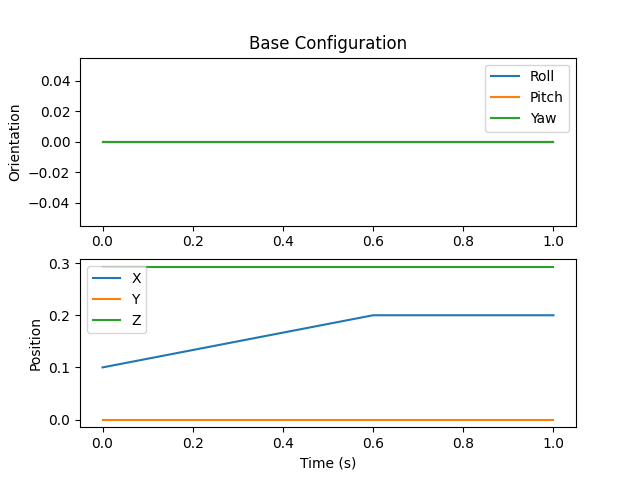 Base Configuration
Orientation
0.04
0.02
0.00
−0.02
−0.04
Roll
Pitch
Yaw
0.0 0.2 0.4 0.6 0.8 1.0
Position
0.3
0.2
0.1
0.0
X
Y
Z
0.0 0.2 0.4 0.6 0.8 1.0
Time (s)